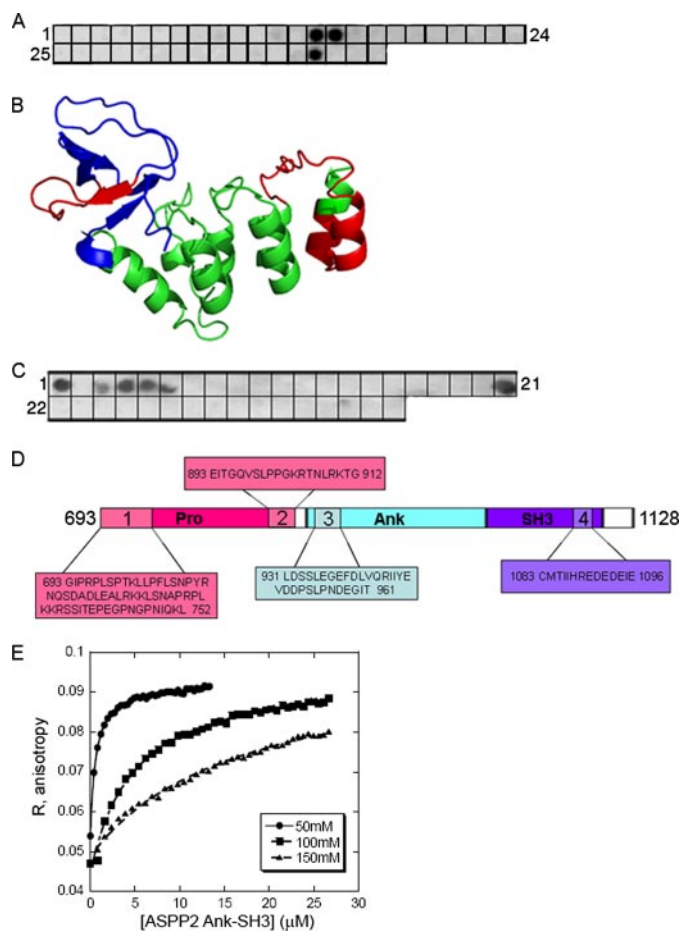 A
1
24
25
B
C
1
21
22
D
893 EITGQVSLPPGKRTNLRKTG 912
693
1
Pro
2
3
Ank
SH3
4
1128
693 GIPRPLSPTKLLPFLSNPYR
NQSDADLEALRKKLSNAPRPL
KKRSSITEPEGPNGPNIQKL 752
931 LDSSLEGEFDLVQRIIYE
VDDPSLPNDEGIT 961
1083 CMTIIHREDEDEIE 1096
E
0.1
0.09
0.08
0.07
0.06
0.05
0.04
R, anisotropy
50mM
100mM
150mM
0 5 10 15 20 25 30
[ASPP2 Ank-SH3] (μM)